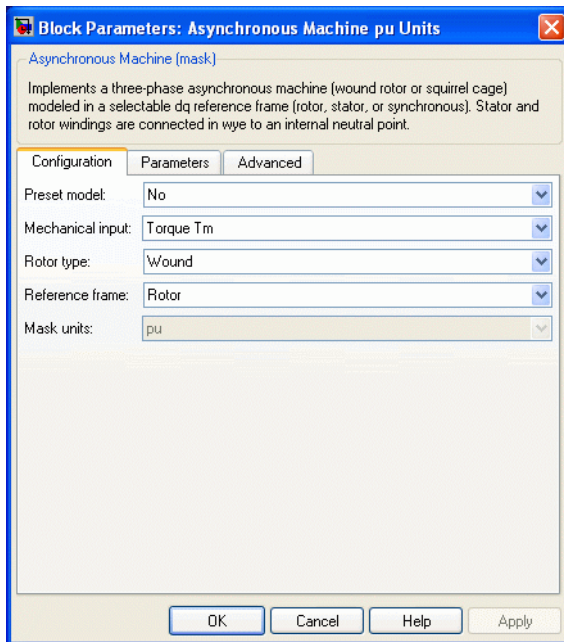 Block Parameters: Asynchronous Machine pu Units
Asynchronous Machine (mask)
Implements a three-phase asynchronous machine (wound rotor or squirrel cage)
modeled in a selectable dq reference frame (rotor, stator, or synchronous). Stator and
rotor windings are connected in wye to an internal neutral point.
Configuration Parameters Advanced
Preset model: No
Mechanical input: Torque Tm
Rotor type: Wound
Reference frame: Rotor
Mask units: pu
OK Cancel Help Apply